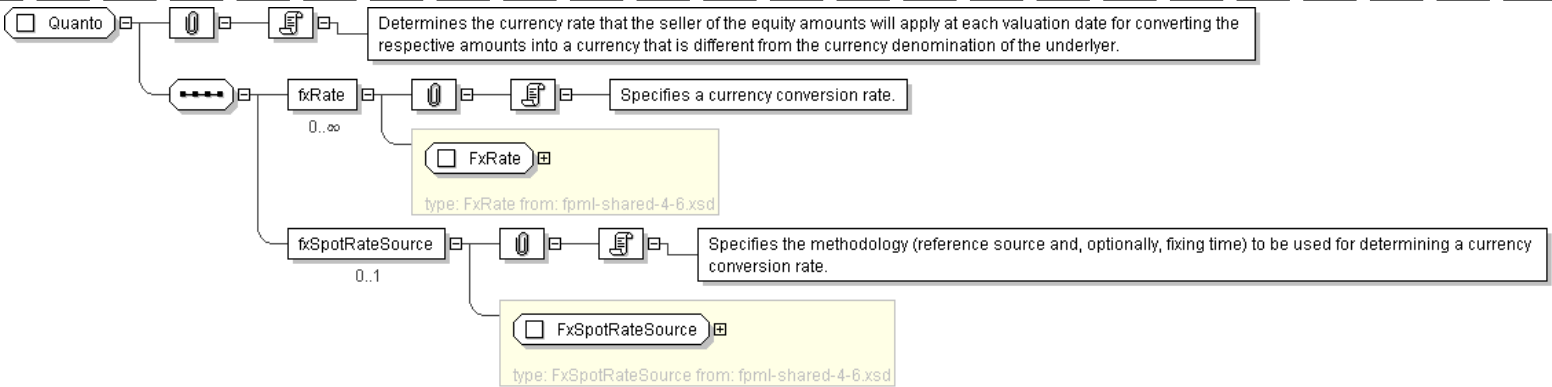 Quanto
Determines the currency rate that the seller of the equity amounts will apply at each valuation date for converting the
respective amounts into a currency that is different from the currency denomination of the underlyer.
fxRate
Specifies a currency conversion rate.
0..∞
FxRate
type: FxRate from: fpml-shared-4-6.xsd
fxSpotRateSource
Specifies the methodology (reference source and, optionally, fixing time) to be used for determining a currency
conversion rate.
0..1
FxSpotRateSource
type: FxSpotRateSource from: fpml-shared-4-6.xsd